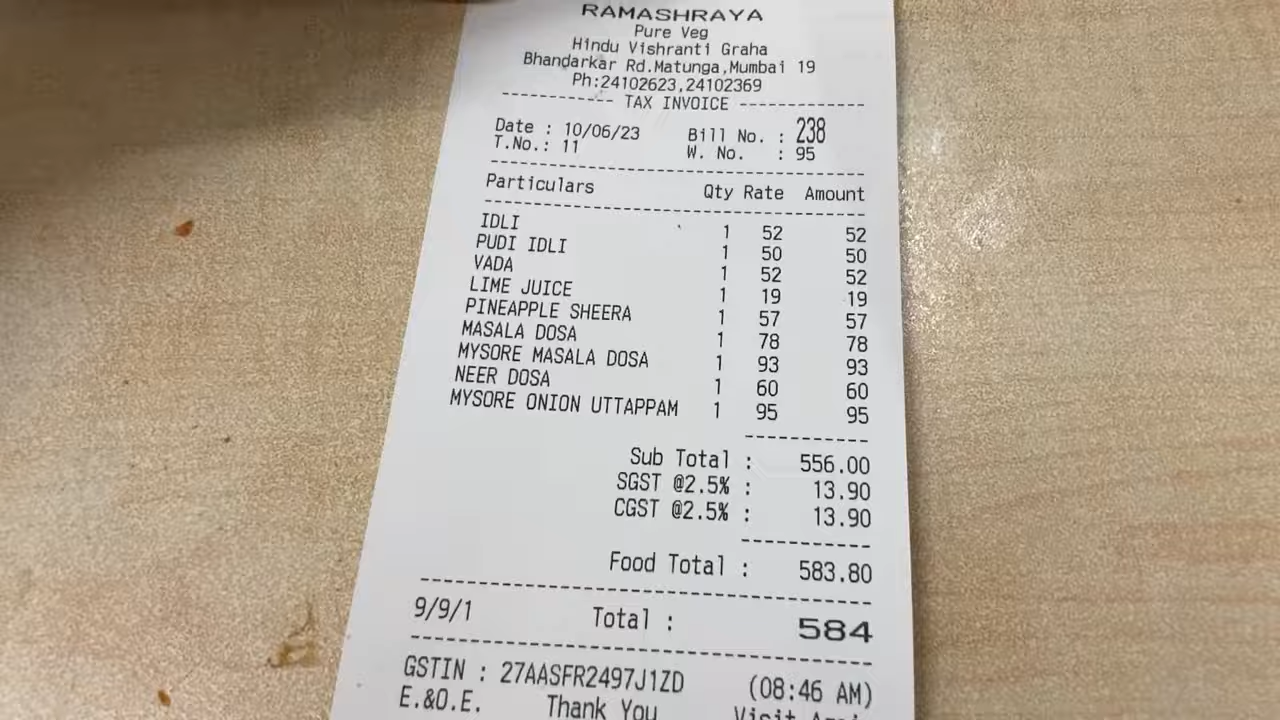 RAMASHRAYA
Pure Veg
Hindu Vishranti Graha
Bhandarkar Rd.Matunga,Mumbai 19
Ph:24102623,24102369
----------- TAX INVOICE ------------
Date : 10/06/23 Bill No. : 238
T.No.: 11 W. No. : 95
Particulars Qty Rate Amount
IDLI 1 52 52
PUDI IDLI 1 50 50
VADA 1 52 52
LIME JUICE 1 19 19
PINEAPPLE SHEERA 1 57 57
MASALA DOSA 1 78 78
MYSORE MASALA DOSA 1 93 93
NEER DOSA 1 60 60
MYSORE ONION UTTAPPAM 1 95 95
Sub Total : 556.00
SGST @2.5% : 13.90
CGST @2.5% : 13.90
Food Total : 583.80
9/9/1 Total : 584
GSTIN : 27AASFR2497J1ZD (08:46 AM)
E.&O.E. Thank You Visit